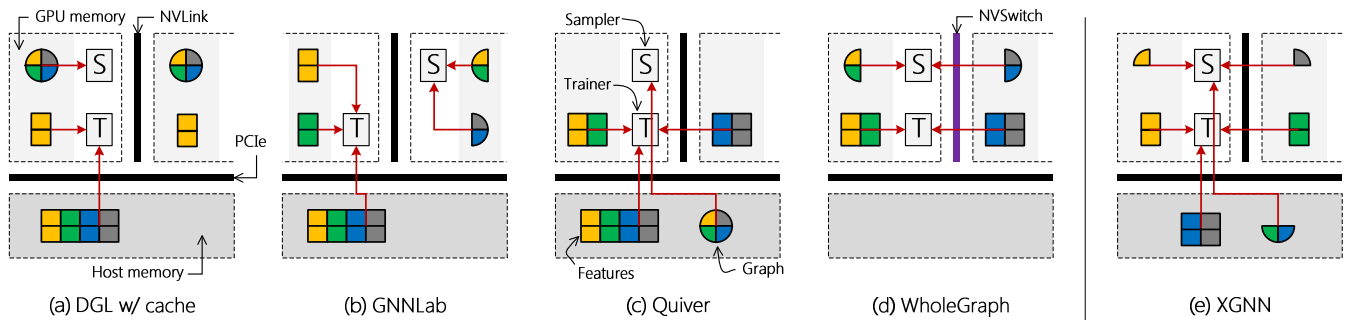 GPU memory
NVLink
Sampler
NVSwitch
S
S
S
S
S
Trainer
T
T
T
T
T
PCIe
Host memory
Features
Graph
(a) DGL w/ cache
(b) GNNLab
(c) Quiver
(d) WholeGraph
(e) XGNN